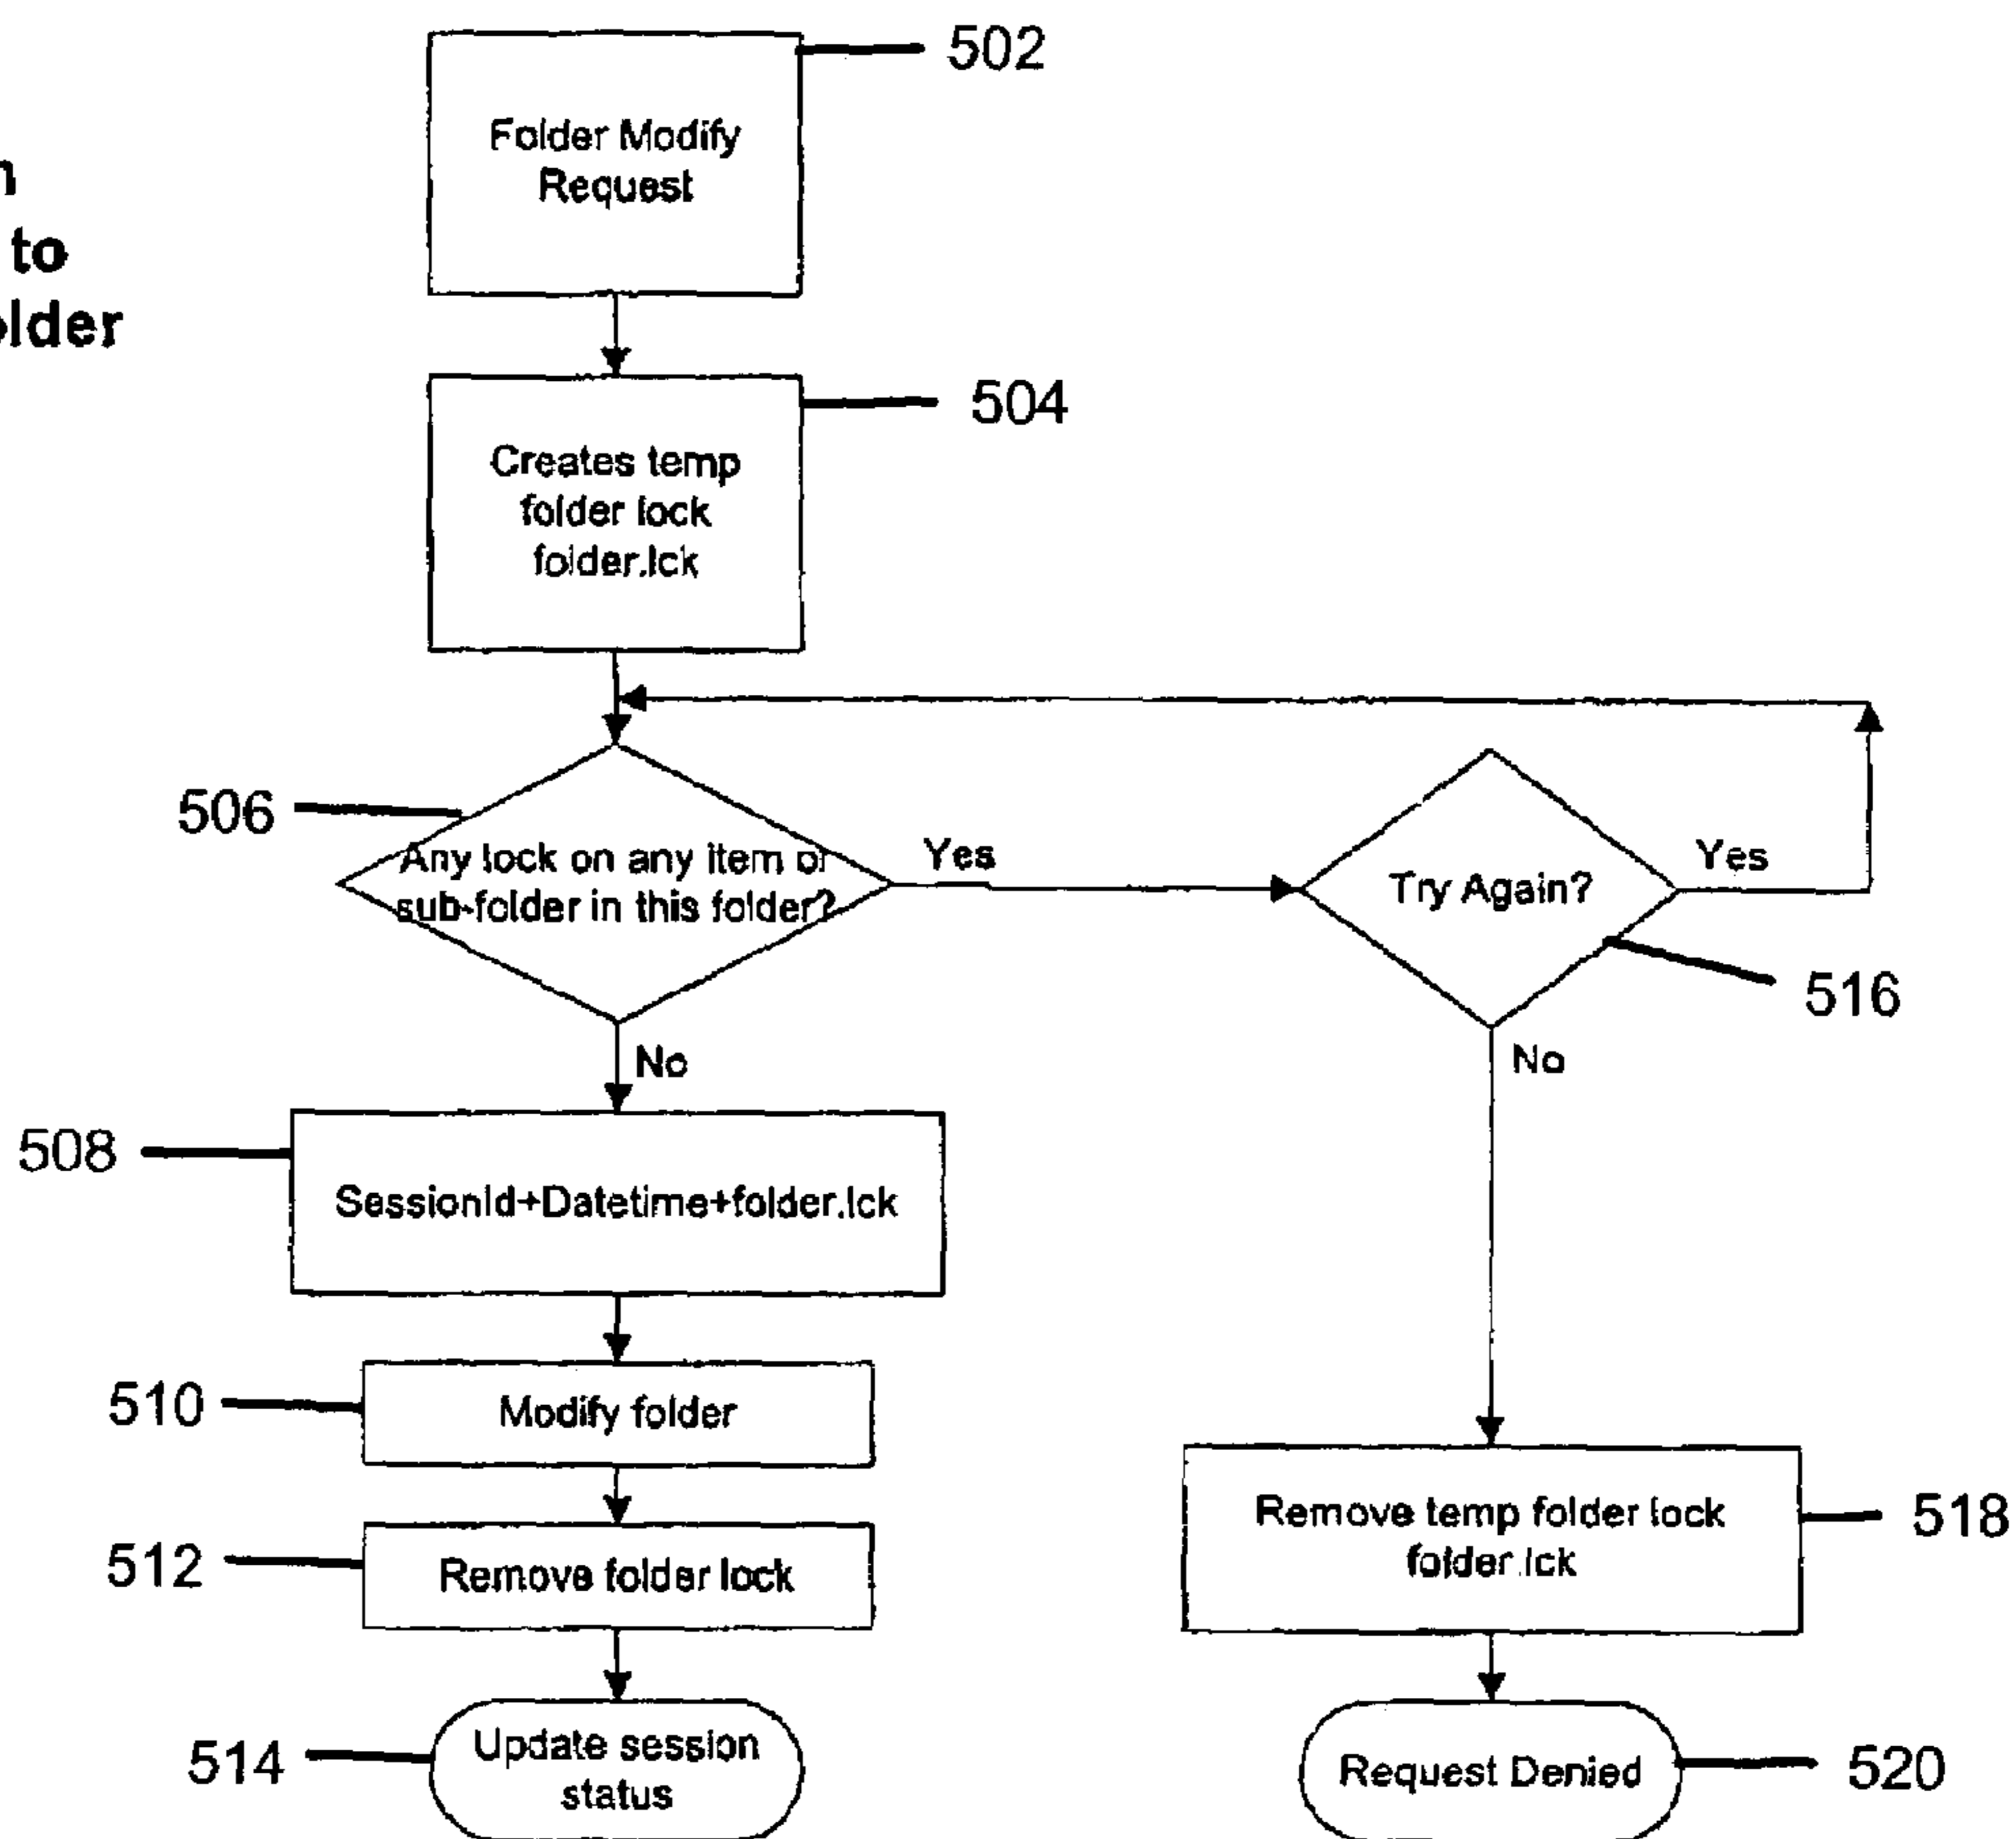 502
Folder Modify
Request
to
504
Creates temp
folder lock
folder.lck
506
Any lock on any item or
sub-folder in this folder?
Yes
Try Again?
Yes
516
No
No
508
SessionId+Datetime+folder.lck
510
Modify folder
512
Remove folder lock
Remove temp folder lock
folder.lck
518
514
Update session
status
Request Denied
520